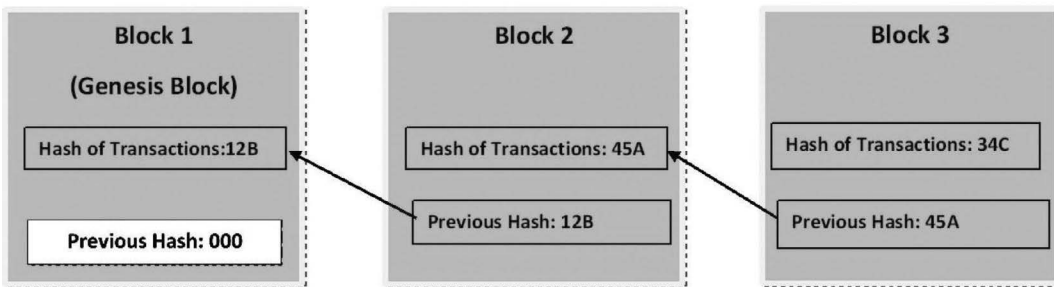 Block 1
(Genesis Block)
Hash of Transactions:12B
Previous Hash: 000
Block 2
Hash of Transactions: 45A
Previous Hash: 12B
Block 3
Hash of Transactions: 34C
Previous Hash: 45A